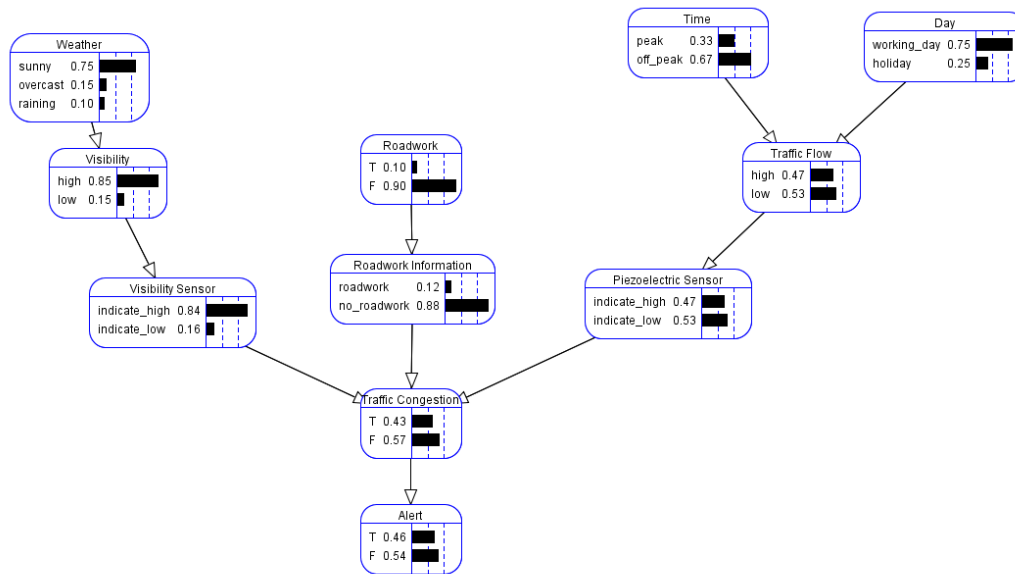 Weather
sunny 0.75
overcast 0.15
raining 0.10
Time
peak 0.33
off_peak 0.67
Day
working_day 0.75
holiday 0.25
Visibility
high 0.85
low 0.15
Roadwork
T 0.10
F 0.90
Traffic Flow
high 0.47
low 0.53
Visibility Sensor
indicate_high 0.84
indicate_low 0.16
Roadwork Information
roadwork 0.12
no_roadwork 0.88
Piezoelectric Sensor
indicate_high 0.47
indicate_low 0.53
Traffic Congestion
T 0.43
F 0.57
Alert
T 0.46
F 0.54